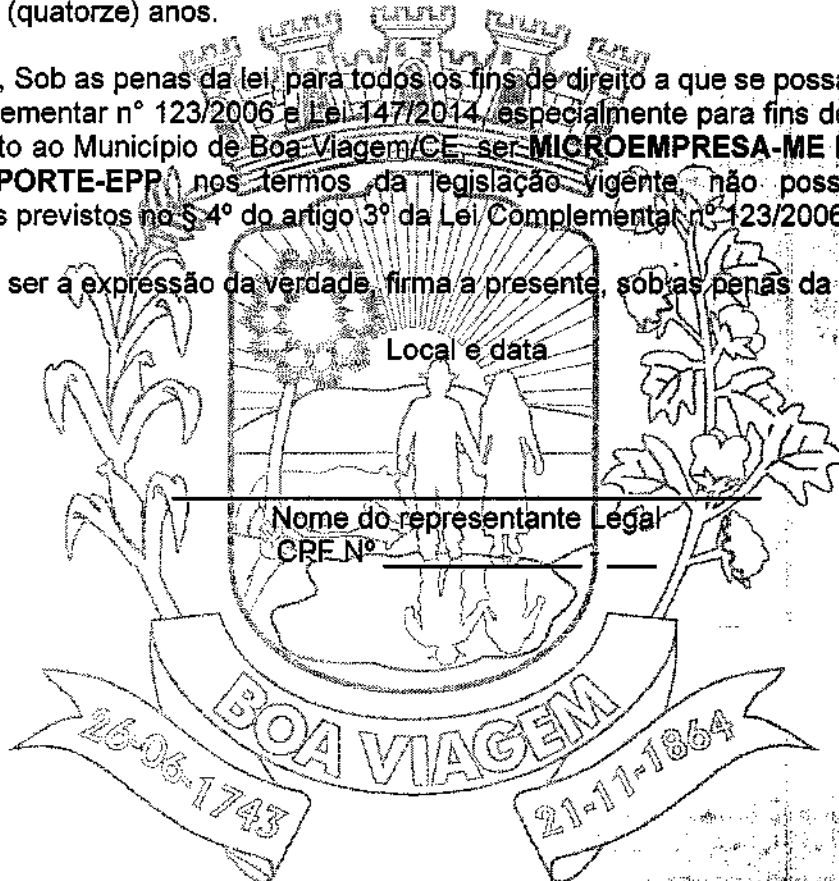 (quatorze) anos.
, Sob as penas da lei, para todos os fins de direito a que se possa
ementar n° 123/2006 e Lei 147/2014, especialmente para fins de
to ao Município de Boa Viagem/CE, ser MICROEMPRESA-ME
PORTE-EPP, nos termos da legislação vigente, não poss
s previstos no § 4º do artigo 3º da Lei Complementar nº 123/2006
ser a expressão da verdade, firma a presente, sob as penas da
Local e data
Nome do representante Legal
CPF Nº
BOA VIAGEM
26-06-1743
21-11-1864